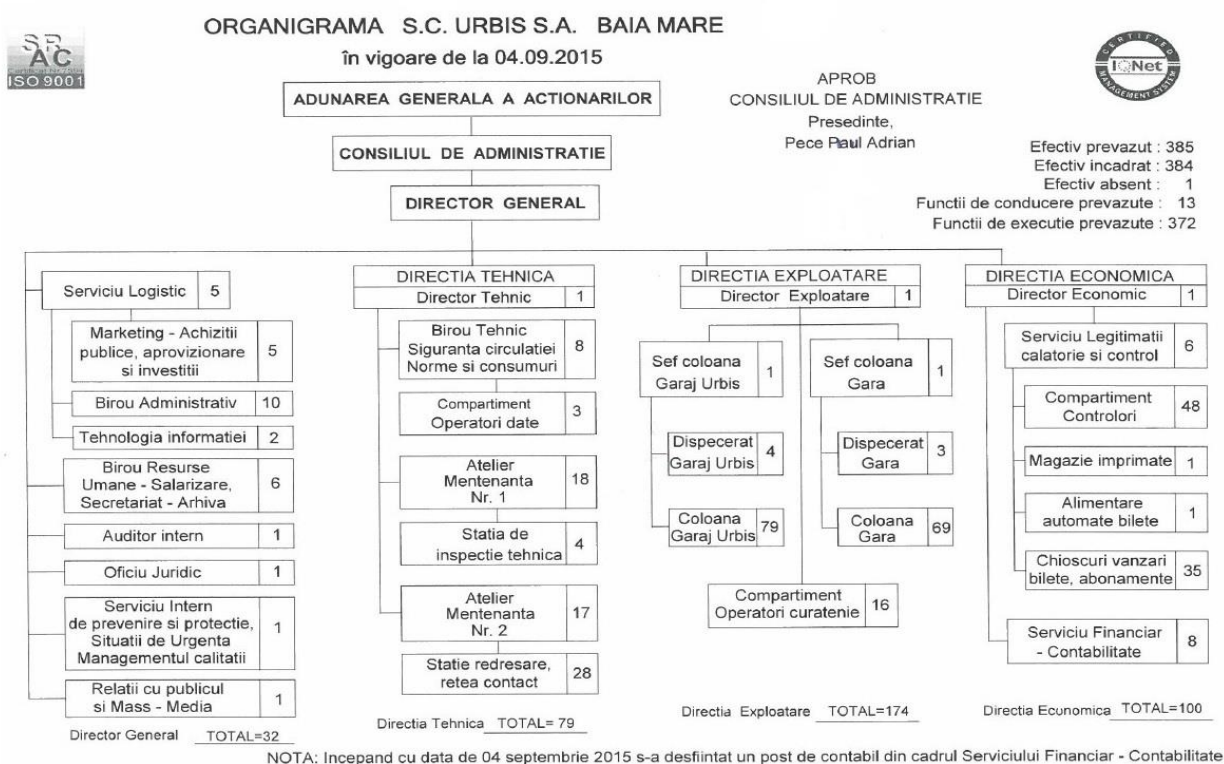 ORGANIGRAMA S.C. URBIS S.A. BAIA MARE
în vigoare de la 04.09.2015
SRAC
ISO 9001
CERTIFIED
IQNet
MANAGEMENT SYSTEM
APROB
CONSILIUL DE ADMINISTRATIE
Presedinte,
Pece Paul Adrian
Efectiv prevazut : 385
Efectiv incadrat : 384
Efectiv absent : 1
Functii de conducere prevazute : 13
Functii de executie prevazute : 372
ADUNAREA GENERALA A ACTIONARILOR
CONSILIUL DE ADMINISTRATIE
DIRECTOR GENERAL
Serviciu Logistic 5
Marketing - Achizitii
publice, aprovizionare 5
si investitii
Birou Administrativ 10
Tehnologia informatiei 2
Birou Resurse
Umane - Salarizare, 6
Secretariat - Arhiva
Auditor intern 1
Oficiu Juridic 1
Serviciu Intern
de prevenire si protectie, 1
Situatii de Urgenta
Managementul calitatii
Relatii cu publicul 1
si Mass - Media
Director General TOTAL=32
DIRECTIA TEHNICA
Director Tehnic 1
Birou Tehnic
Siguranta circulatiei 8
Norme si consumuri
Compartiment 3
Operatori date
Atelier
Mentenanta 18
Nr. 1
Statia de 4
inspectie tehnica
Atelier
Mentenanta 17
Nr. 2
Statie redresare, 28
retea contact
Directia Tehnica TOTAL= 79
DIRECTIA EXPLOATARE
Director Exploatare 1
Sef coloana 1
Garaj Urbis
Dispecerat 4
Garaj Urbis
Coloana 79
Garaj Urbis
Sef coloana 1
Gara
Dispecerat 3
Gara
Coloana 69
Gara
Compartiment 16
Operatori curatenie
Directia Exploatare TOTAL=174
DIRECTIA ECONOMICA
Director Economic 1
Serviciu Legitimatii 6
calatorie si control
Compartiment 48
Controlori
Magazie imprimate 1
Alimentare 1
automate bilete
Chioscuri vanzari 35
bilete, abonamente
Serviciu Financiar 8
- Contabilitate
Directia Economica TOTAL=100
NOTA: Incepand cu data de 04 septembrie 2015 s-a desfiintat un post de contabil din cadrul Serviciului Financiar - Contabilitate